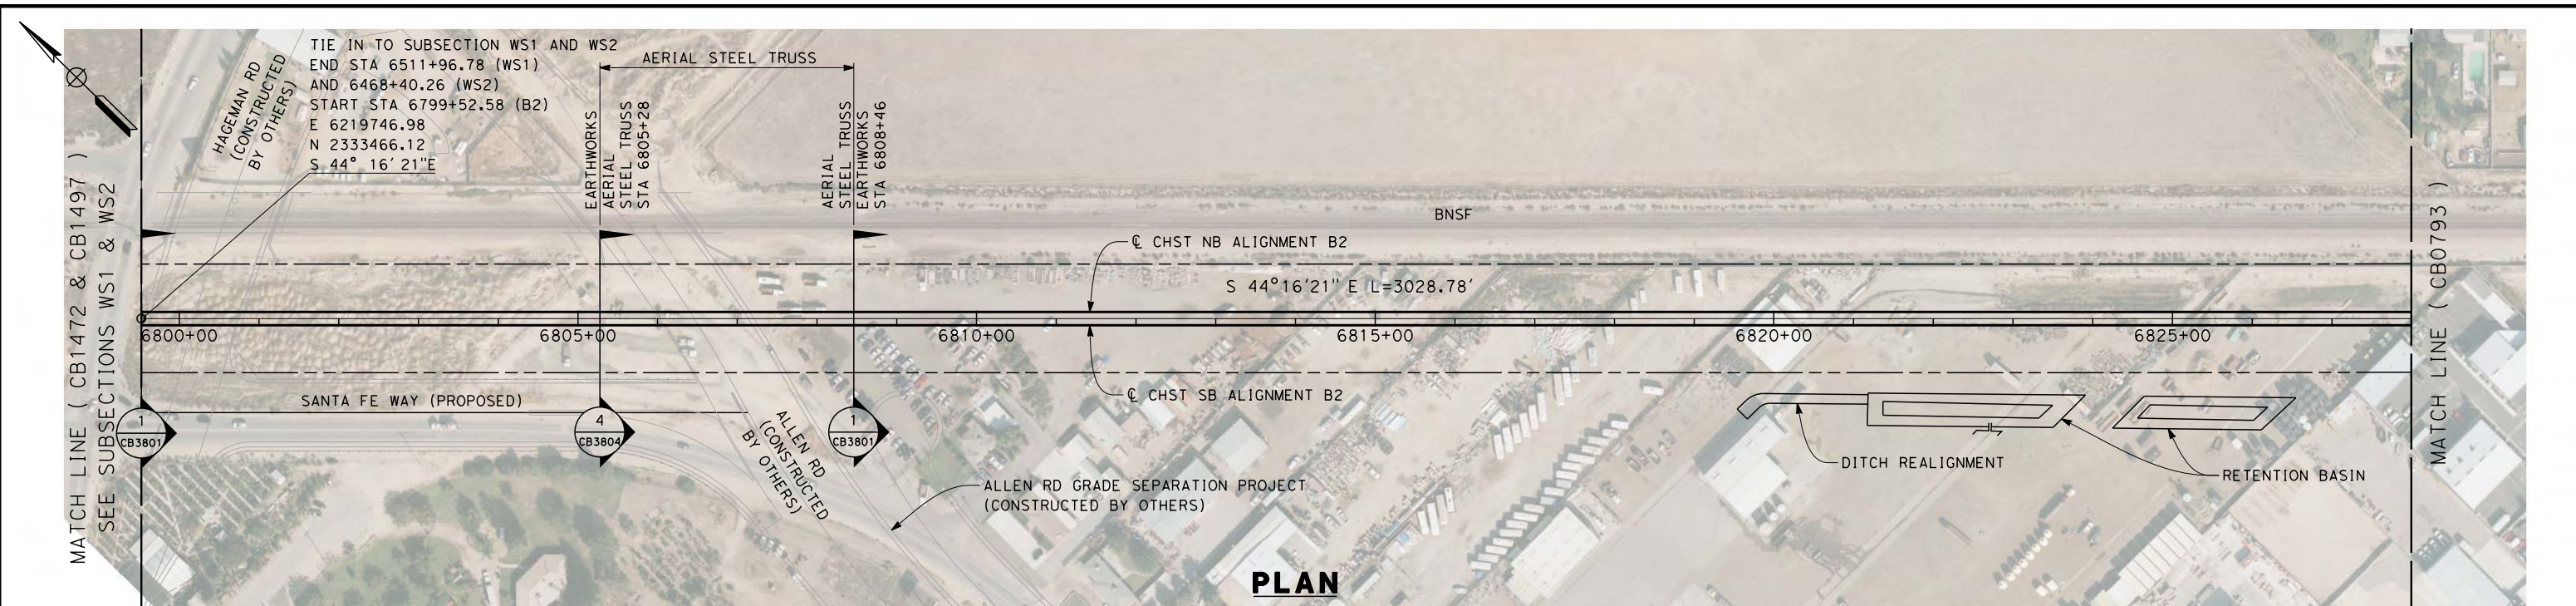 TIE IN TO SUBSECTION WS1 AND WS2
END STA 6511+96.78 (WS1)
AND 6468+40.26 (WS2)
START STA 6799+52.58 (B2)
E 6219746.98
N 2333466.12
S 44° 16' 21"E
HAGEMAN RD
(CONSTRUCTED
BY OTHERS)
AERIAL STEEL TRUSS
EARTHWORKS
AERIAL
STEEL TRUSS
STA 6805+28
AERIAL
STEEL TRUSS
EARTHWORKS
STA 6808+46
MATCH LINE ( CB1472 & CB1497 )
SEE SUBSECTIONS WS1 & WS2
BNSF
℄ CHST NB ALIGNMENT B2
S 44°16'21" E L=3028.78'
6800+00
6805+00
6810+00
6815+00
6820+00
6825+00
℄ CHST SB ALIGNMENT B2
SANTA FE WAY (PROPOSED)
1
CB3801
4
CB3804
1
CB3801
ALLEN RD
(CONSTRUCTED
BY OTHERS)
ALLEN RD GRADE SEPARATION PROJECT
(CONSTRUCTED BY OTHERS)
DITCH REALIGNMENT
RETENTION BASIN
MATCH LINE ( CB0793 )
PLAN